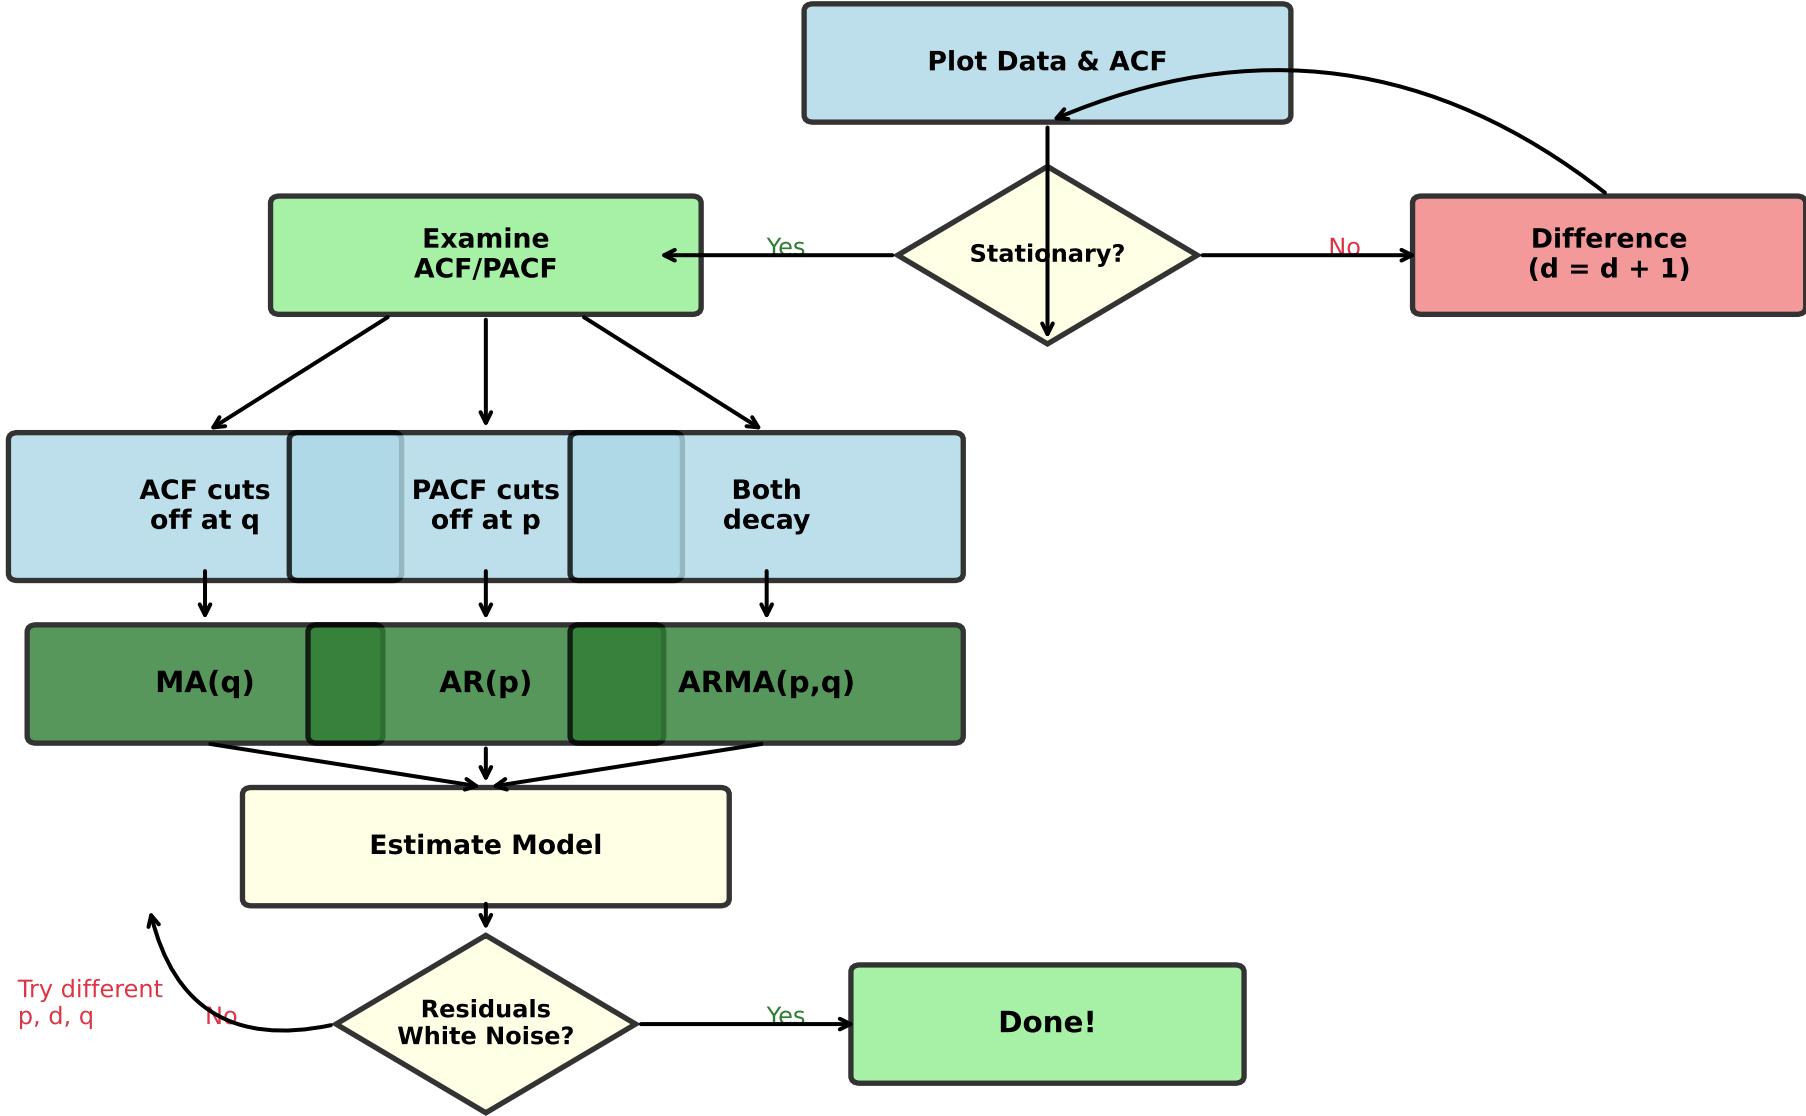 Plot Data & ACF
Examine
ACF/PACF
Yes
Stationary?
No
Difference
(d = d + 1)
ACF cuts
off at q
PACF cuts
off at p
Both
decay
MA(q)
AR(p)
ARMA(p,q)
Estimate Model
Try different
p, d, q
No
Residuals
White Noise?
Yes
Done!